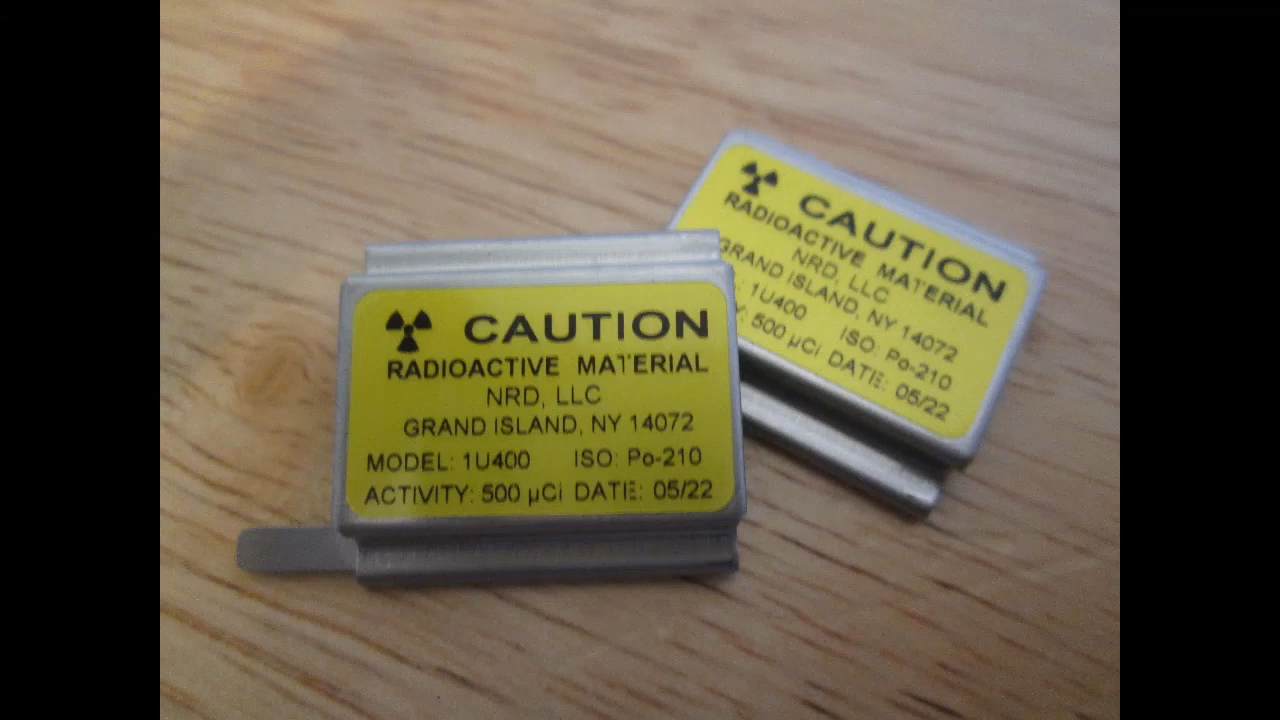 CAUTION
RADIOACTIVE MATERIAL
NRD, LLC
GRAND ISLAND, NY 14072
MODEL: 1U400 ISO: Po-210
ACTIVITY: 500 µCi DATE: 05/22
CAUTION
RADIOACTIVE MATERIAL
NRD, LLC
GRAND ISLAND, NY 14072
1U400 ISO: Po-210
500 µCi DATE: 05/22